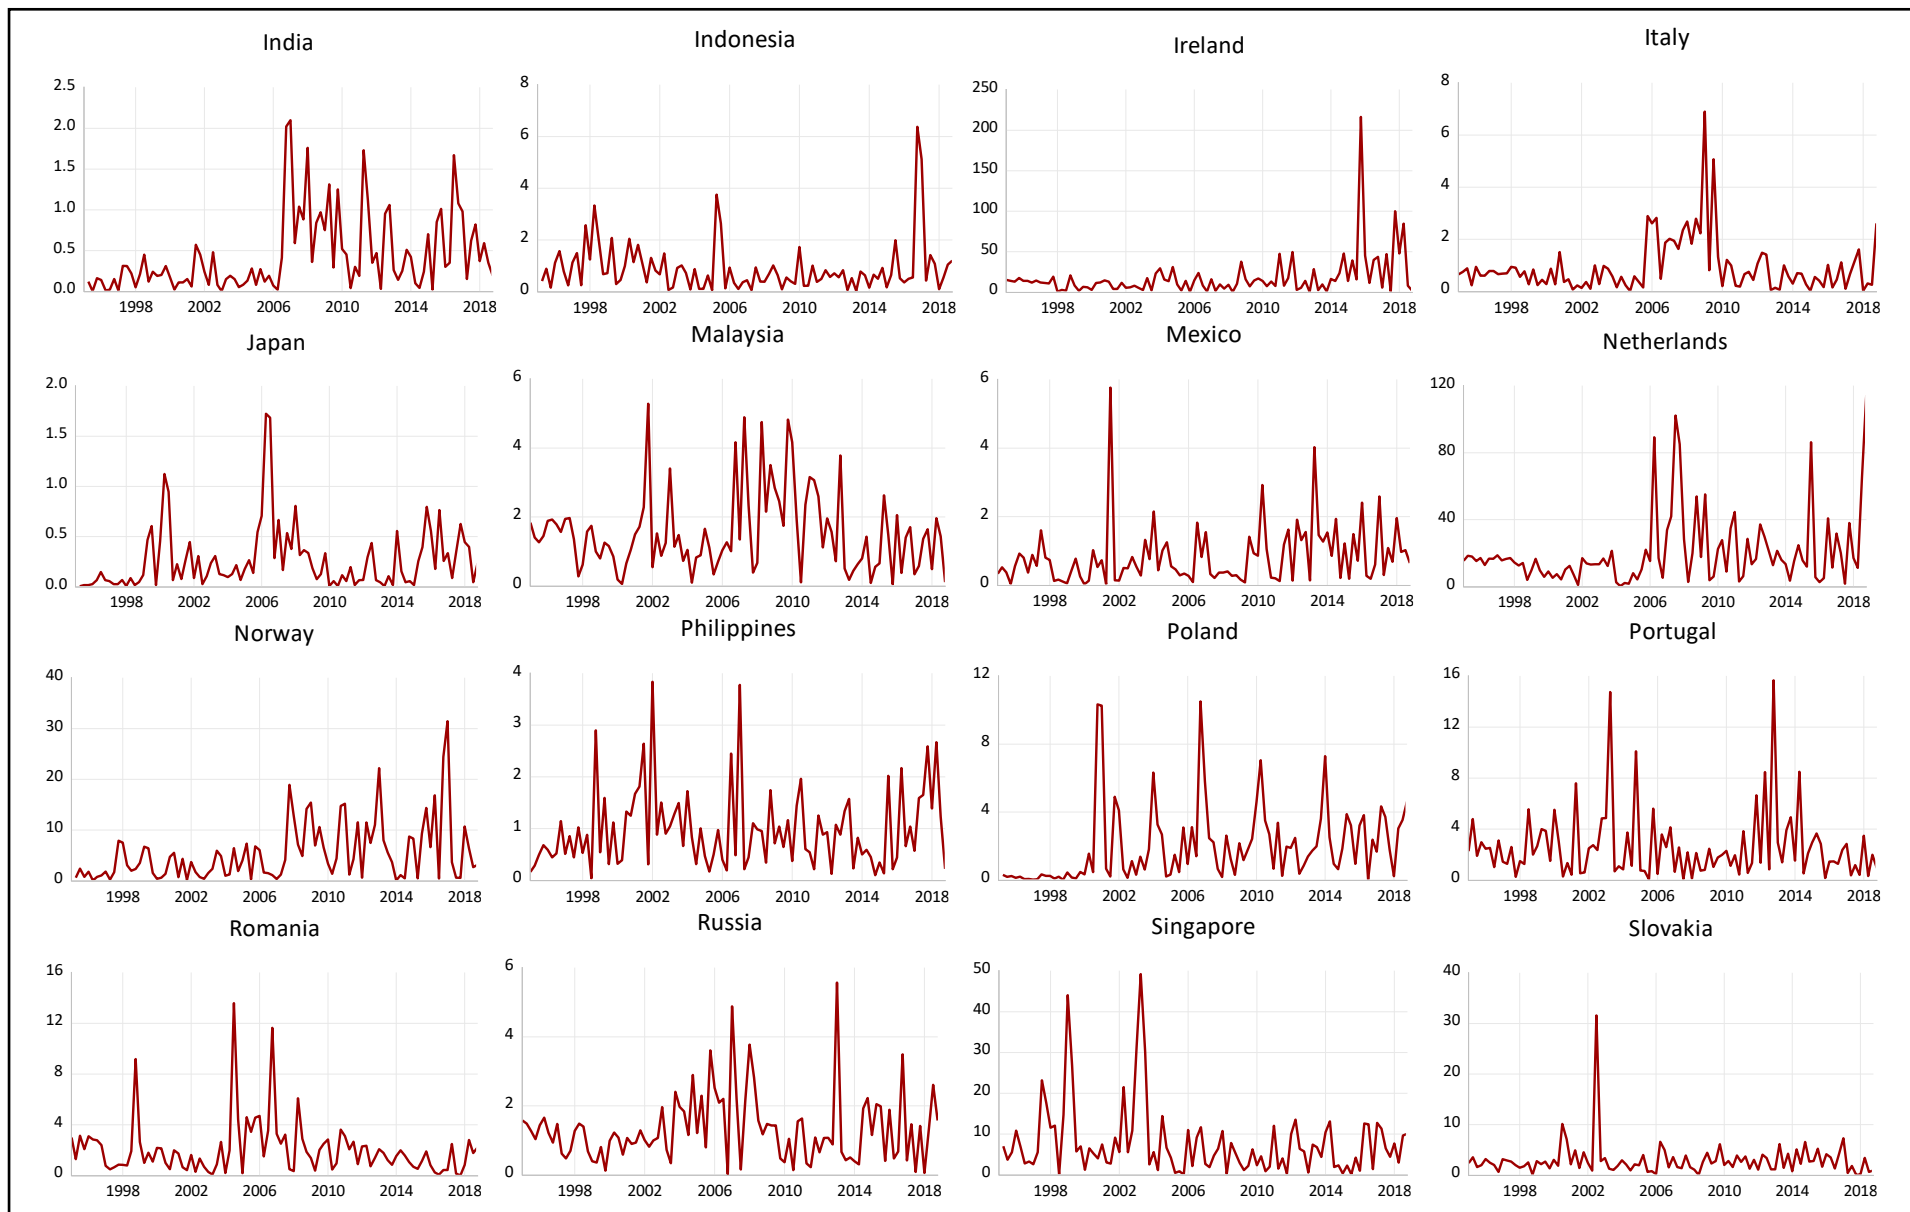 India
2.5
2.0
1.5
1.0
0.5
0.0
1998 2002 2006 2010 2014 2018
Indonesia
8
6
4
2
0
1998 2002 2006 2010 2014 2018
Ireland
250
200
150
100
50
0
1998 2002 2006 2010 2014 2018
Italy
8
6
4
2
0
1998 2002 2006 2010 2014 2018
Japan
2.0
1.5
1.0
0.5
0.0
1998 2002 2006 2010 2014 2018
Malaysia
6
4
2
0
1998 2002 2006 2010 2014 2018
Mexico
6
4
2
0
1998 2002 2006 2010 2014 2018
Netherlands
120
80
40
0
1998 2002 2006 2010 2014 2018
Norway
40
30
20
10
0
1998 2002 2006 2010 2014 2018
Philippines
4
3
2
1
0
1998 2002 2006 2010 2014 2018
Poland
12
8
4
0
1998 2002 2006 2010 2014 2018
Portugal
16
12
8
4
0
1998 2002 2006 2010 2014 2018
Romania
16
12
8
4
0
1998 2002 2006 2010 2014 2018
Russia
6
4
2
0
1998 2002 2006 2010 2014 2018
Singapore
50
40
30
20
10
0
1998 2002 2006 2010 2014 2018
Slovakia
40
30
20
10
0
1998 2002 2006 2010 2014 2018